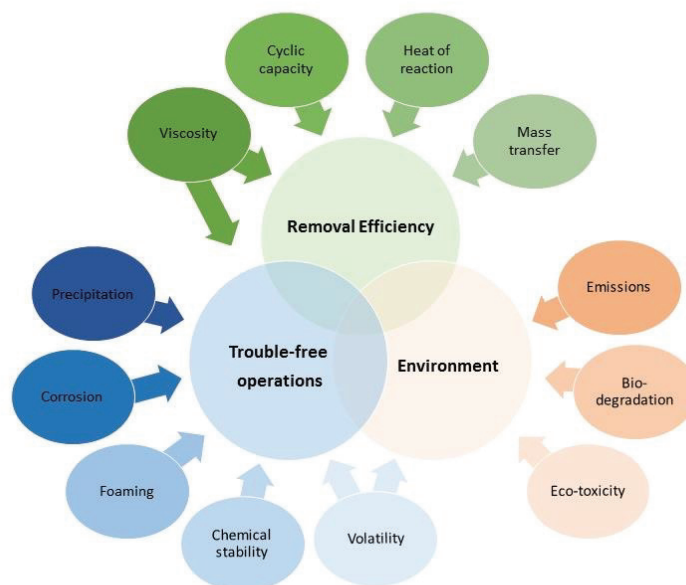 Cyclic
capacity
Heat of
reaction
Viscosity
Mass
transfer
Removal Efficiency
Precipitation
Emissions
Trouble-free
operations
Environment
Corrosion
Bio-
degradation
Foaming
Eco-toxicity
Chemical
stability
Volatility